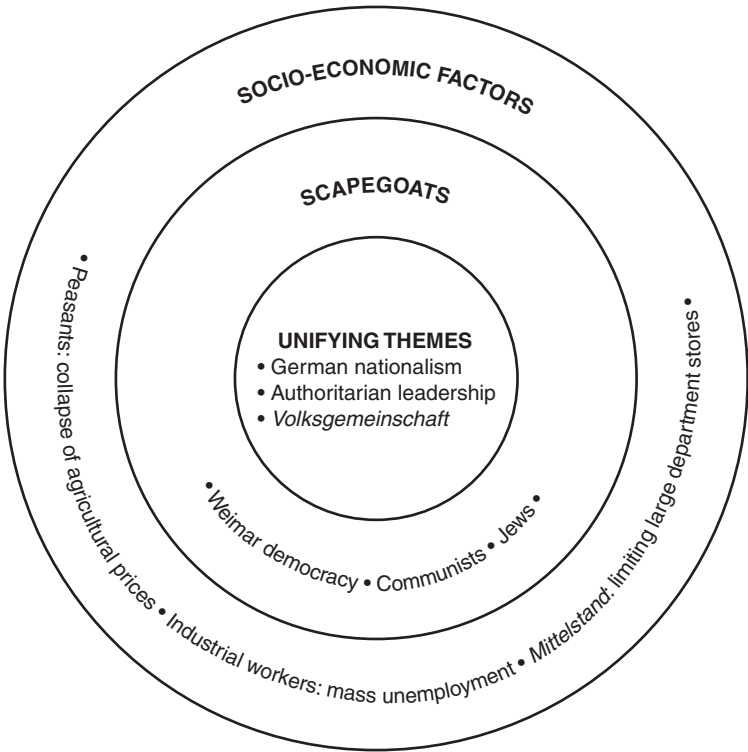 SOCIO-ECONOMIC FACTORS
SCAPEGOATS
UNIFYING THEMES
• German nationalism
• Authoritarian leadership
• Volksgemeinschaft
• Weimar democracy • Communists • Jews •
• Peasants: collapse of agricultural prices • Industrial workers: mass unemployment • Mittelstand: limiting large department stores •